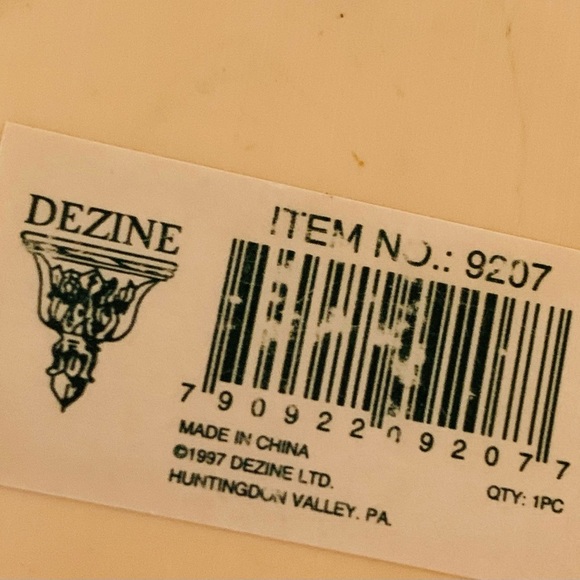 DEZINE
ITEM NO.: 9207
7 90922 09207 7
MADE IN CHINA
©1997 DEZINE LTD.
HUNTINGDON VALLEY. PA.
QTY: 1PC